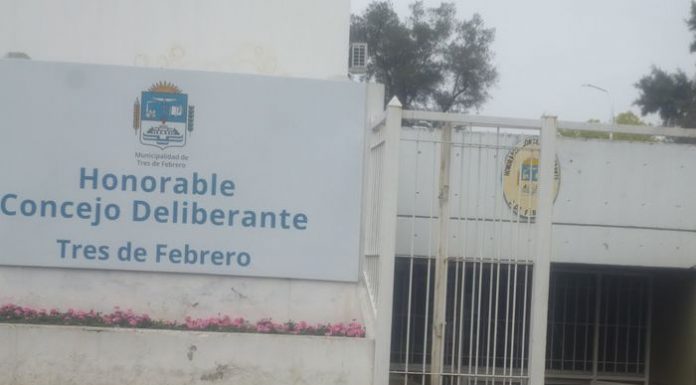 Municipalidad de
Tres de Febrero
Honorable
Concejo Deliberante
Tres de Febrero